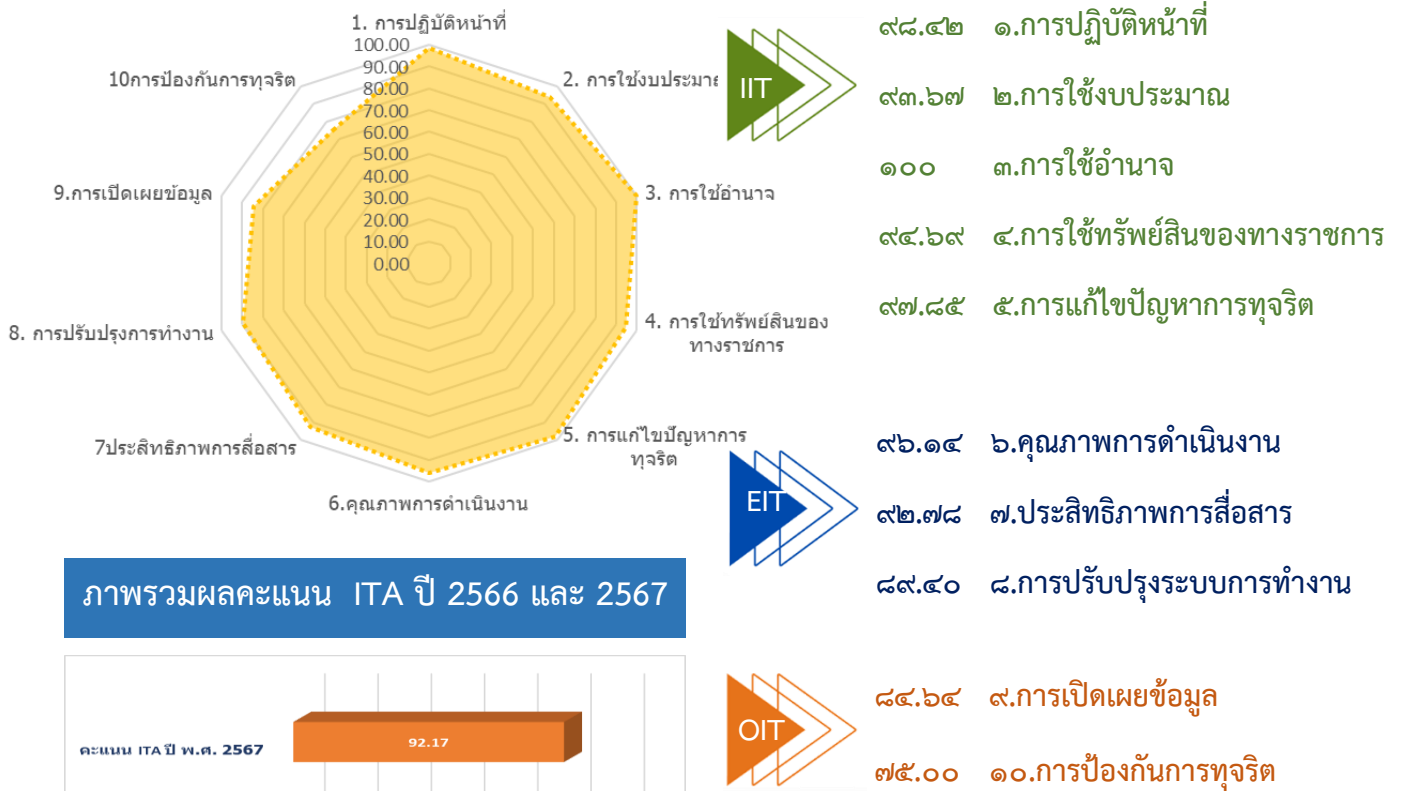 1. การปฏิบัติหน้าที่
100.00
90.00
80.00
70.00
60.00
50.00
40.00
30.00
20.00
10.00
0.00
2. การใช้งบประมาณ
3. การใช้อำนาจ
4. การใช้ทรัพย์สินของ
ทางราชการ
5. การแก้ไขปัญหาการ
ทุจริต
6.คุณภาพการดำเนินงาน
7ประสิทธิภาพการสื่อสาร
8. การปรับปรุงการทำงาน
9.การเปิดเผยข้อมูล
10การป้องกันการทุจริต
IIT
๙๘.๔๒ ๑.การปฏิบัติหน้าที่
๙๓.๖๗ ๒.การใช้งบประมาณ
๑๐๐ ๓.การใช้อำนาจ
๙๔.๖๙ ๔.การใช้ทรัพย์สินของทางราชการ
๙๗.๘๕ ๕.การแก้ไขปัญหาการทุจริต
EIT
๙๖.๑๔ ๖.คุณภาพการดำเนินงาน
๙๒.๗๘ ๗.ประสิทธิภาพการสื่อสาร
๘๙.๔๐ ๘.การปรับปรุงระบบการทำงาน
OIT
๘๔.๖๔ ๙.การเปิดเผยข้อมูล
๗๕.๐๐ ๑๐.การป้องกันการทุจริต
ภาพรวมผลคะแนน ITA ปี 2566 และ 2567
คะแนน ITA ปี พ.ศ. 2567
92.17